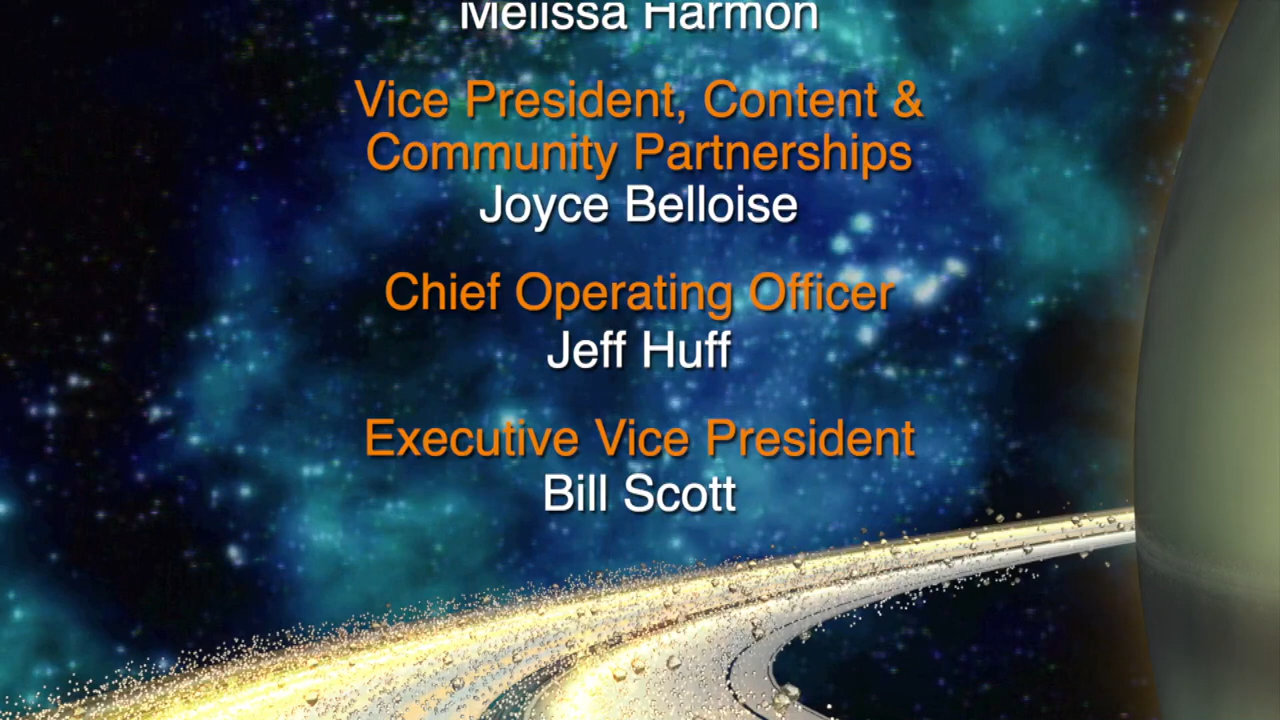 Melissa Harmon
Vice President, Content &
Community Partnerships
Joyce Belloise
Chief Operating Officer
Jeff Huff
Executive Vice President
Bill Scott